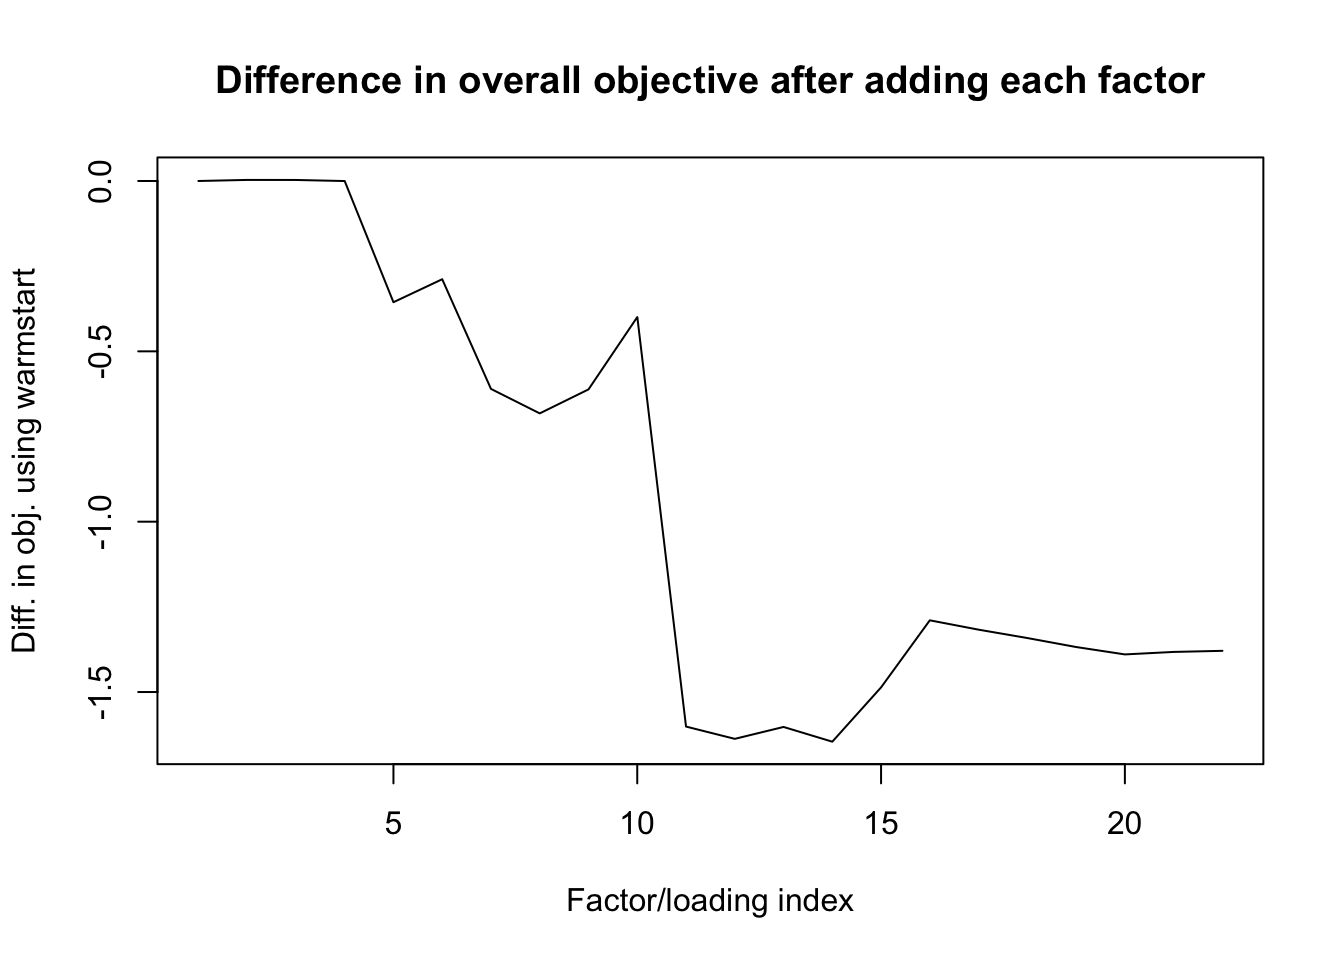 Difference in overall objective after adding each factor
Diff. in obj. using warmstart
0.0
-0.5
-1.0
-1.5
5 10 15 20
Factor/loading index